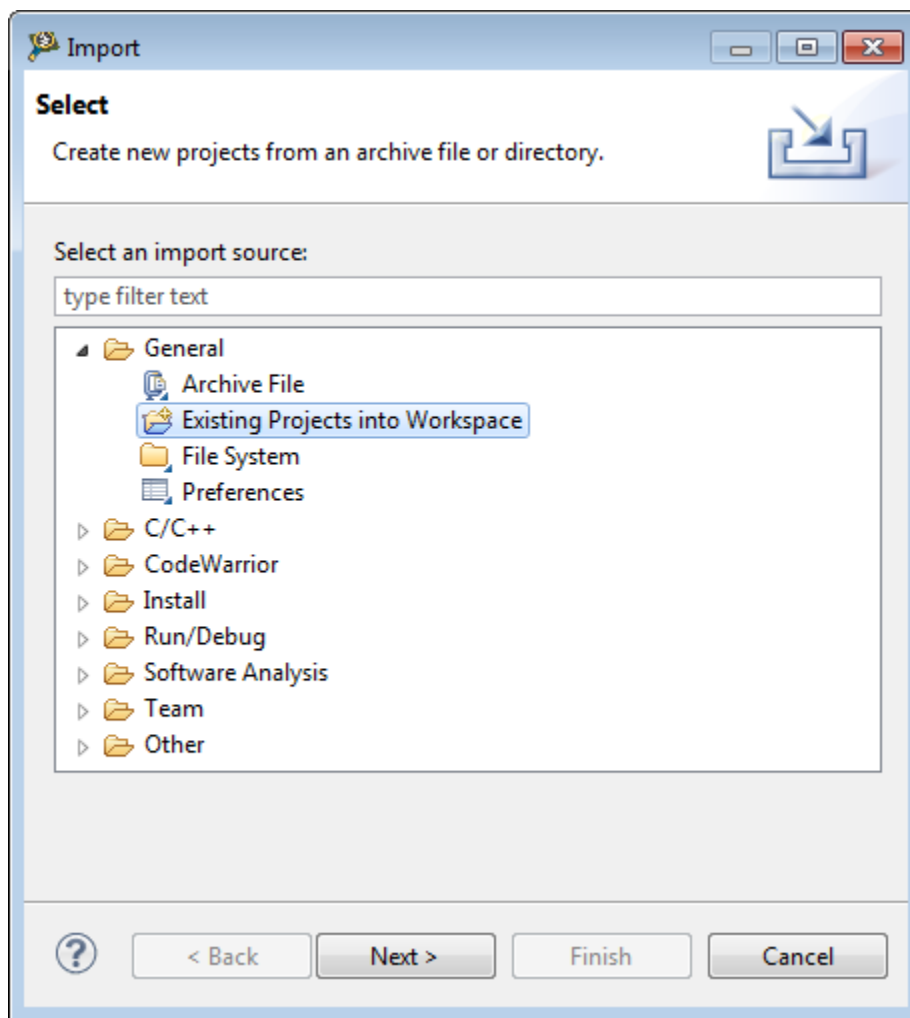 Import
Select
Create new projects from an archive file or directory.
Select an import source:
type filter text
General
Archive File
Existing Projects into Workspace
File System
Preferences
C/C++
CodeWarrior
Install
Run/Debug
Software Analysis
Team
Other
? < Back Next > Finish Cancel